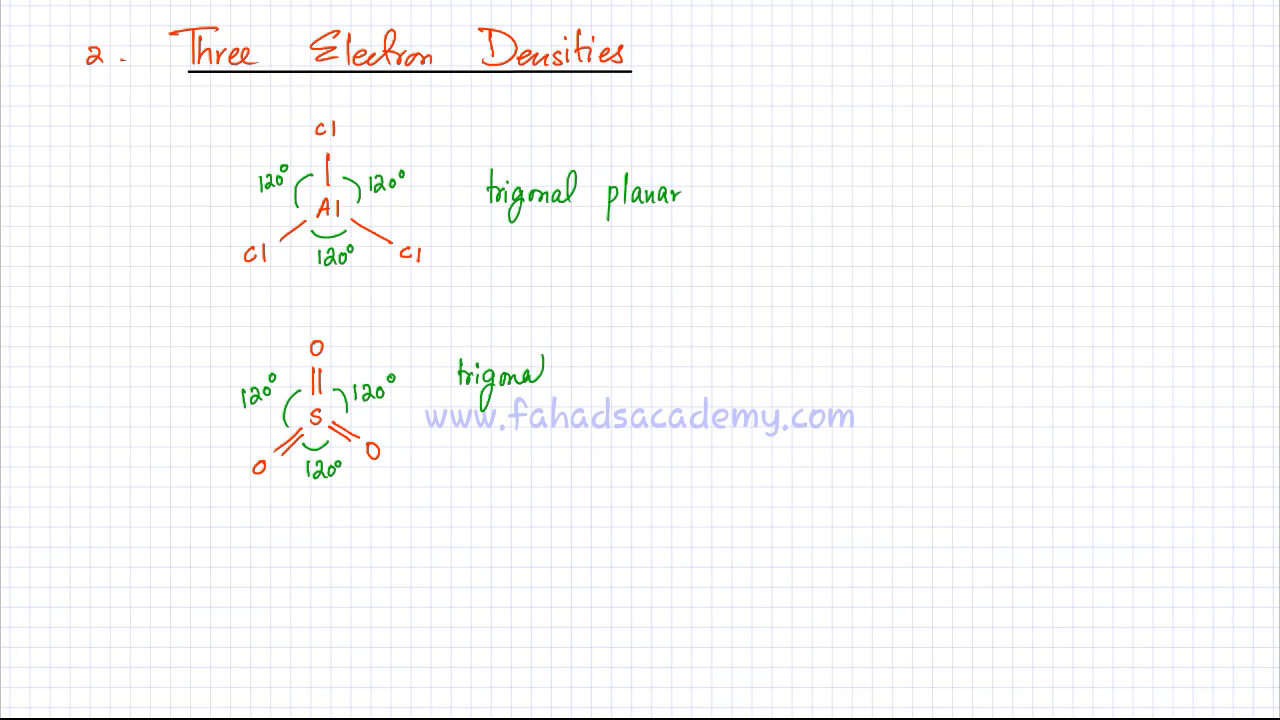 2. Three Electron Densities
Cl
120° 120°
Al
trigonal planar
Cl 120° Cl
O
120° 120°
trigona
S
www.fahadsacademy.com
O 120° O